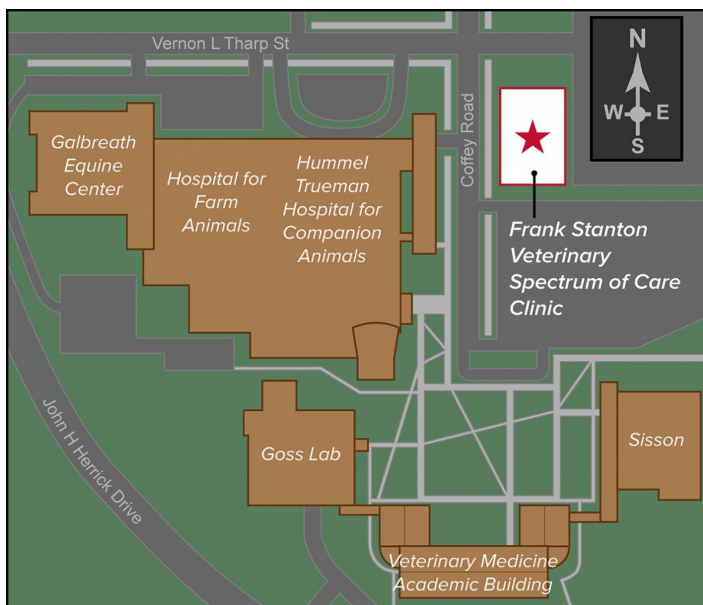 Vernon L Tharp St
N
W E
S
Galbreath
Equine
Center
Hospital for
Farm
Animals
Hummel
Trueman
Hospital for
Companion
Animals
Coffey Road
Frank Stanton
Veterinary
Spectrum of Care
Clinic
John H Herrick Drive
Goss Lab
Sisson
Veterinary Medicine
Academic Building